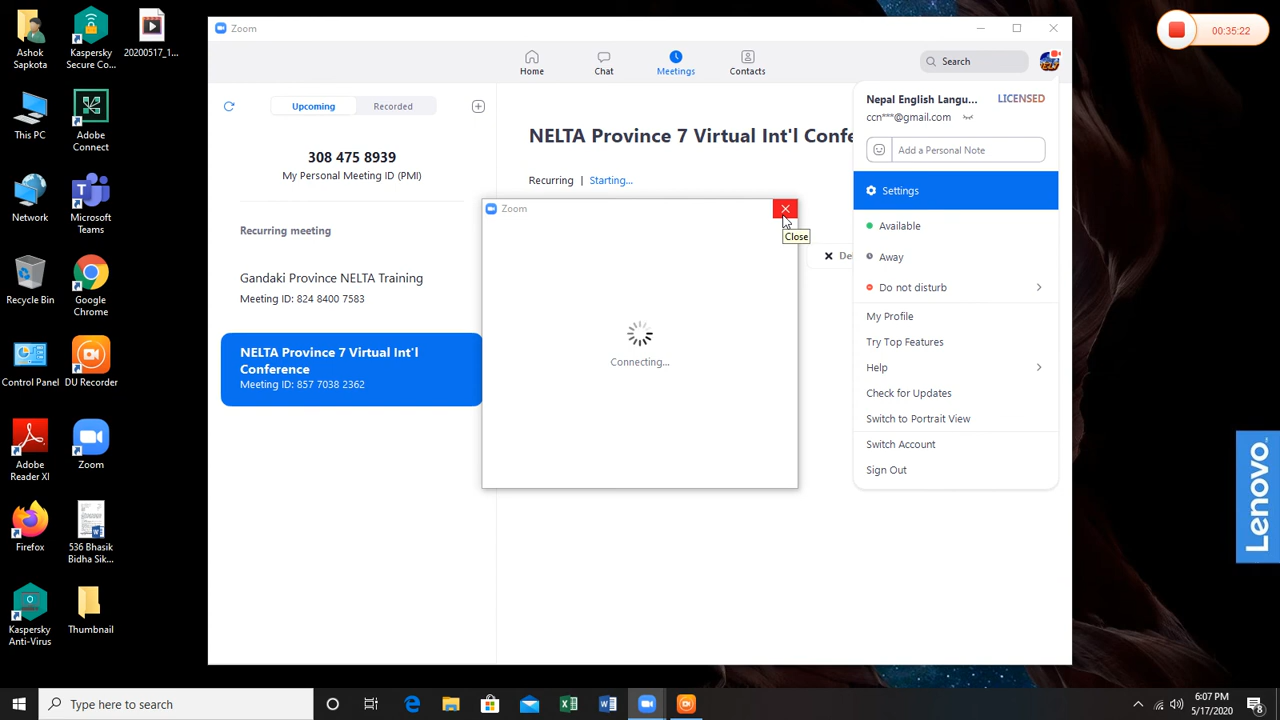 Ashok
Sapkota
Kaspersky
Secure Co...
20200517_1...
This PC
Adobe
Connect
Network
Microsoft
Teams
Recycle Bin
Google
Chrome
Control Panel
DU Recorder
Adobe
Reader XI
Zoom
Firefox
536 Bhasik
Bidha Sik...
Kaspersky
Anti-Virus
Thumbnail
Zoom
Home
Chat
Meetings
Contacts
Search
Upcoming
Recorded
308 475 8939
My Personal Meeting ID (PMI)
Recurring meeting
Gandaki Province NELTA Training
Meeting ID: 824 8400 7583
NELTA Province 7 Virtual Int'l
Conference
Meeting ID: 857 7038 2362
NELTA Province 7 Virtual Int'l Confe
Recurring | Starting...
De
Zoom
Close
Connecting...
Nepal English Langu... LICENSED
ccn***@gmail.com
Add a Personal Note
Settings
Available
Away
Do not disturb
My Profile
Try Top Features
Help
Check for Updates
Switch to Portrait View
Switch Account
Sign Out
00:35:22
Lenovo
Type here to search
6:07 PM
5/17/2020
8